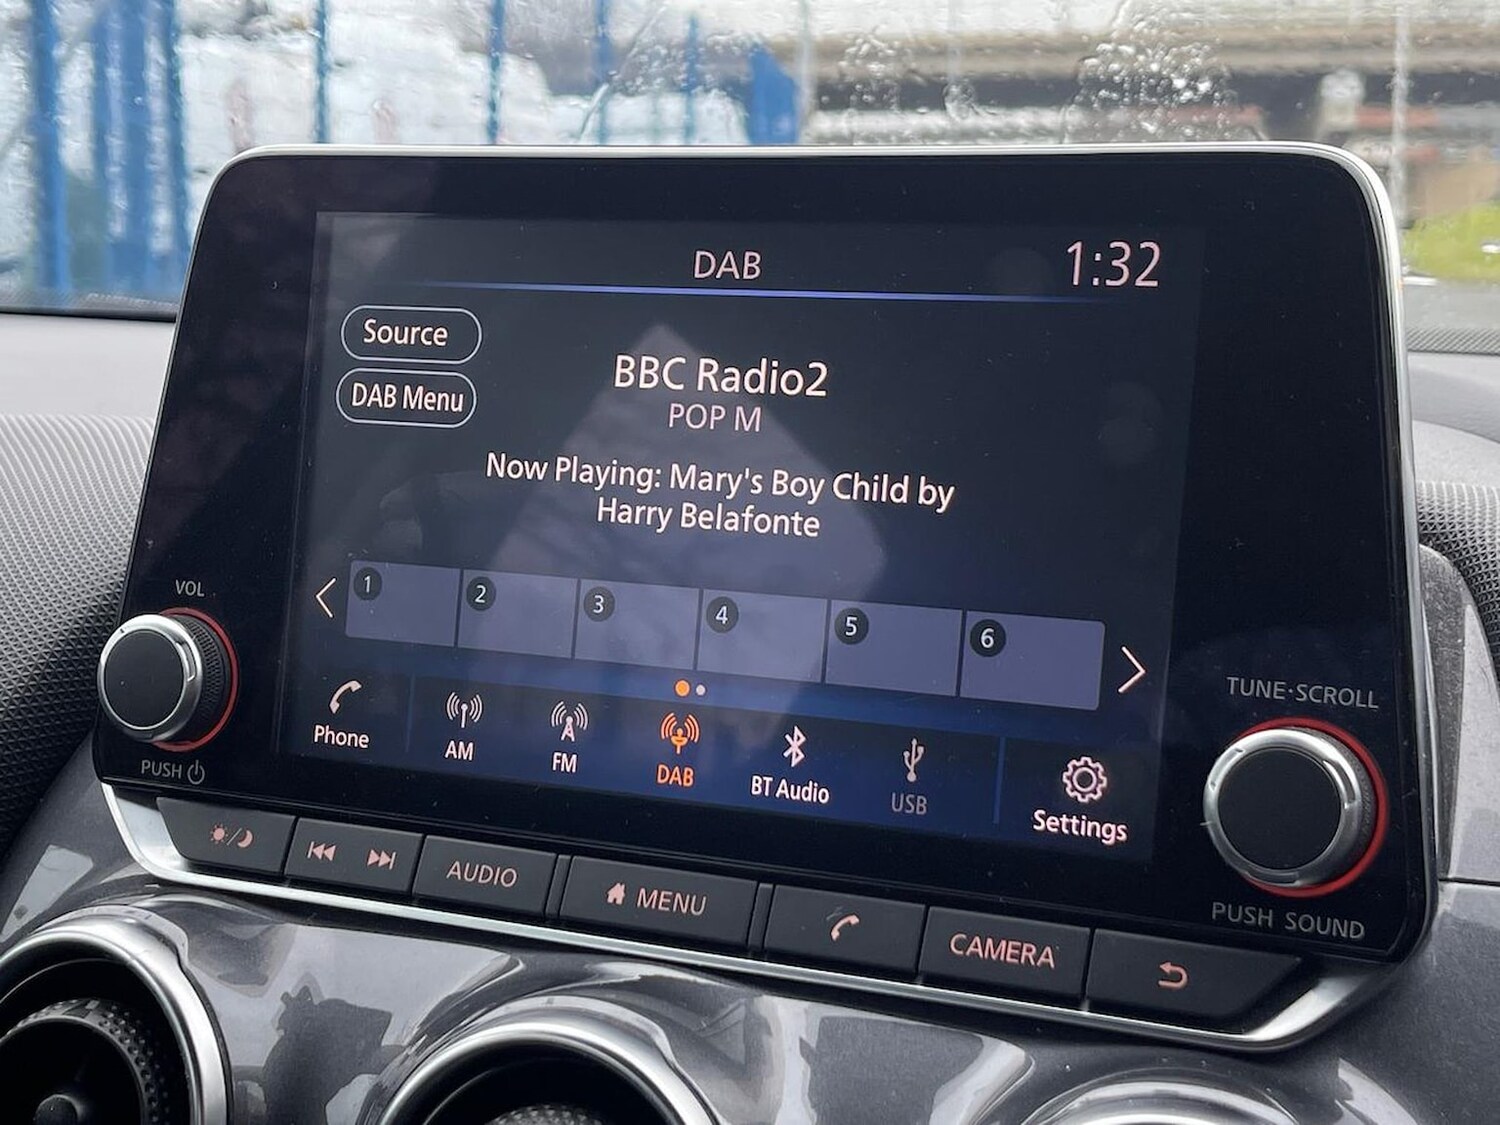 DAB
1:32
Source
BBC Radio2
DAB Menu
POP M
Now Playing: Mary's Boy Child by
Harry Belafonte
1 2 3 4 5 6
VOL
PUSH
TUNE·SCROLL
PUSH SOUND
Phone AM FM DAB BT Audio USB Settings
AUDIO MENU CAMERA